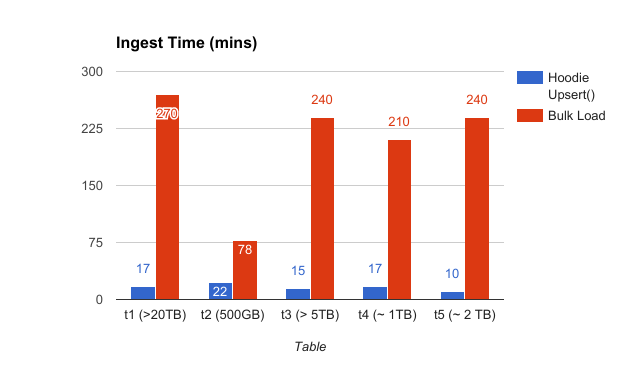 Ingest Time (mins)
300
225
150
75
0
270
240
210
240
78
17
22
15
17
10
t1 (>20TB)
t2 (500GB)
t3 (> 5TB)
t4 (~ 1TB)
t5 (~ 2 TB)
Table
Hoodie
Upsert()
Bulk Load